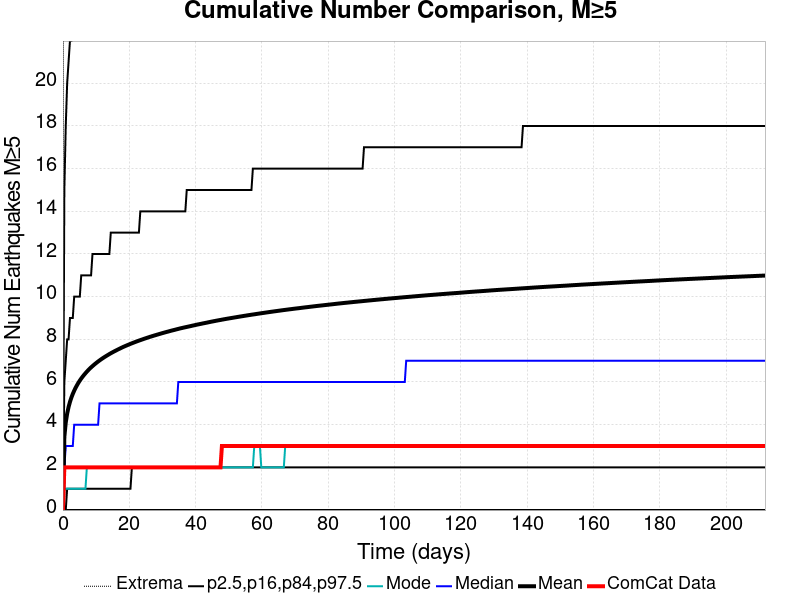 Cumulative Number Comparison, M≥5
Cumulative Num Earthquakes M≥5
20
18
16
14
12
10
8
6
4
2
0
0 20 40 60 80 100 120 140 160 180 200
Time (days)
Extrema p2.5,p16,p84,p97.5 Mode Median Mean ComCat Data